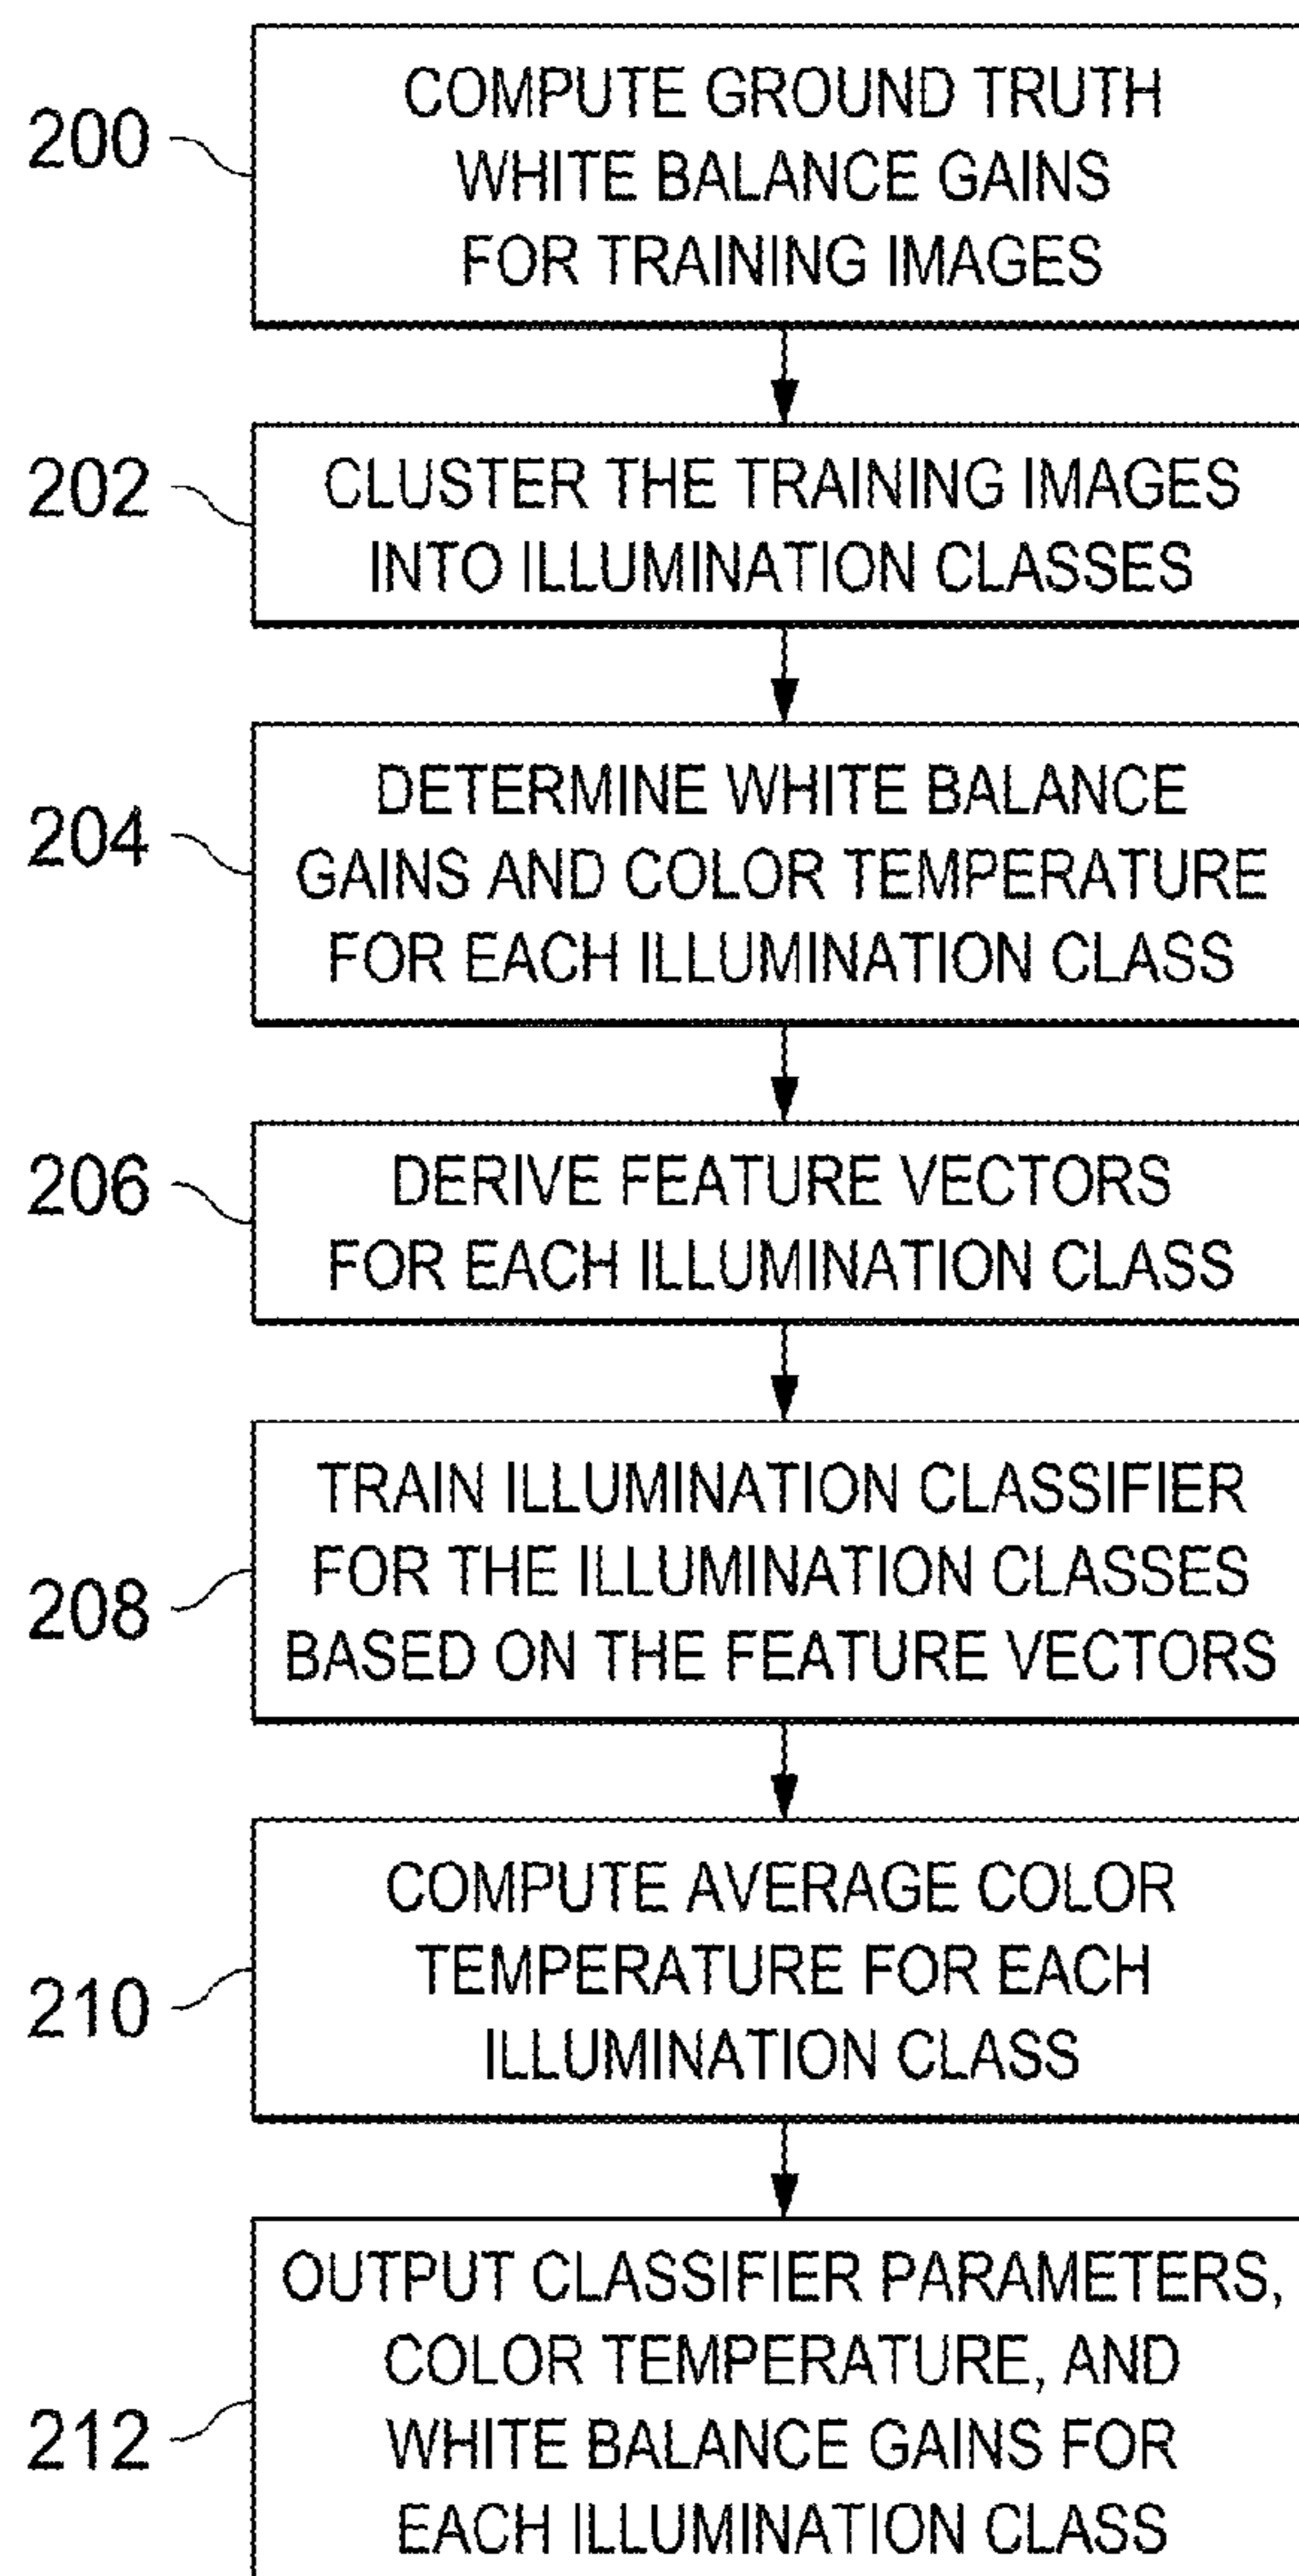 200
COMPUTE GROUND TRUTH
WHITE BALANCE GAINS
FOR TRAINING IMAGES
202
CLUSTER THE TRAINING IMAGES
INTO ILLUMINATION CLASSES
204
DETERMINE WHITE BALANCE
GAINS AND COLOR TEMPERATURE
FOR EACH ILLUMINATION CLASS
206
DERIVE FEATURE VECTORS
FOR EACH ILLUMINATION CLASS
208
TRAIN ILLUMINATION CLASSIFIER
FOR THE ILLUMINATION CLASSES
BASED ON THE FEATURE VECTORS
210
COMPUTE AVERAGE COLOR
TEMPERATURE FOR EACH
ILLUMINATION CLASS
212
OUTPUT CLASSIFIER PARAMETERS,
COLOR TEMPERATURE, AND
WHITE BALANCE GAINS FOR
EACH ILLUMINATION CLASS